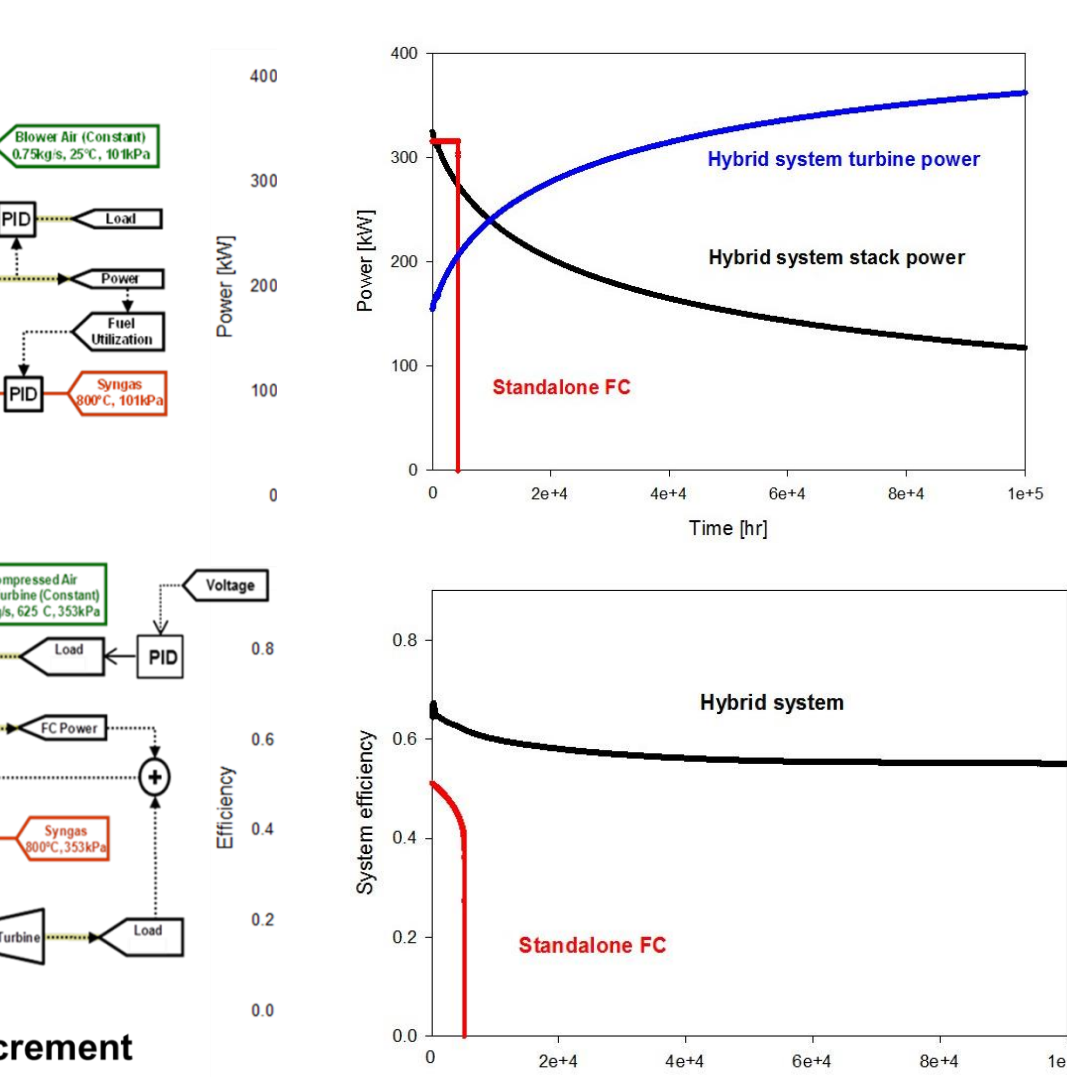 Blower Air (Constant)
0.75kg/s, 25°C, 101kPa
PID
Load
Power
Fuel
Utilization
PID
Syngas
800°C, 101kPa
400
300
200
100
0
Power [kW]
400
300
200
100
0
Power [kW]
Hybrid system turbine power
Hybrid system stack power
Standalone FC
0
2e+4
4e+4
6e+4
8e+4
1e+5
Time [hr]
ompressed Air
urbine (Constant)
/s, 625 C, 353kPa
Voltage
Load
PID
FC Power
+
Syngas
800°C,353kPa
Turbine
Load
crement
0.8
0.6
0.4
0.2
0.0
Efficiency
0.8
0.6
0.4
0.2
0.0
System efficiency
Hybrid system
Standalone FC
0
2e+4
4e+4
6e+4
8e+4
1e